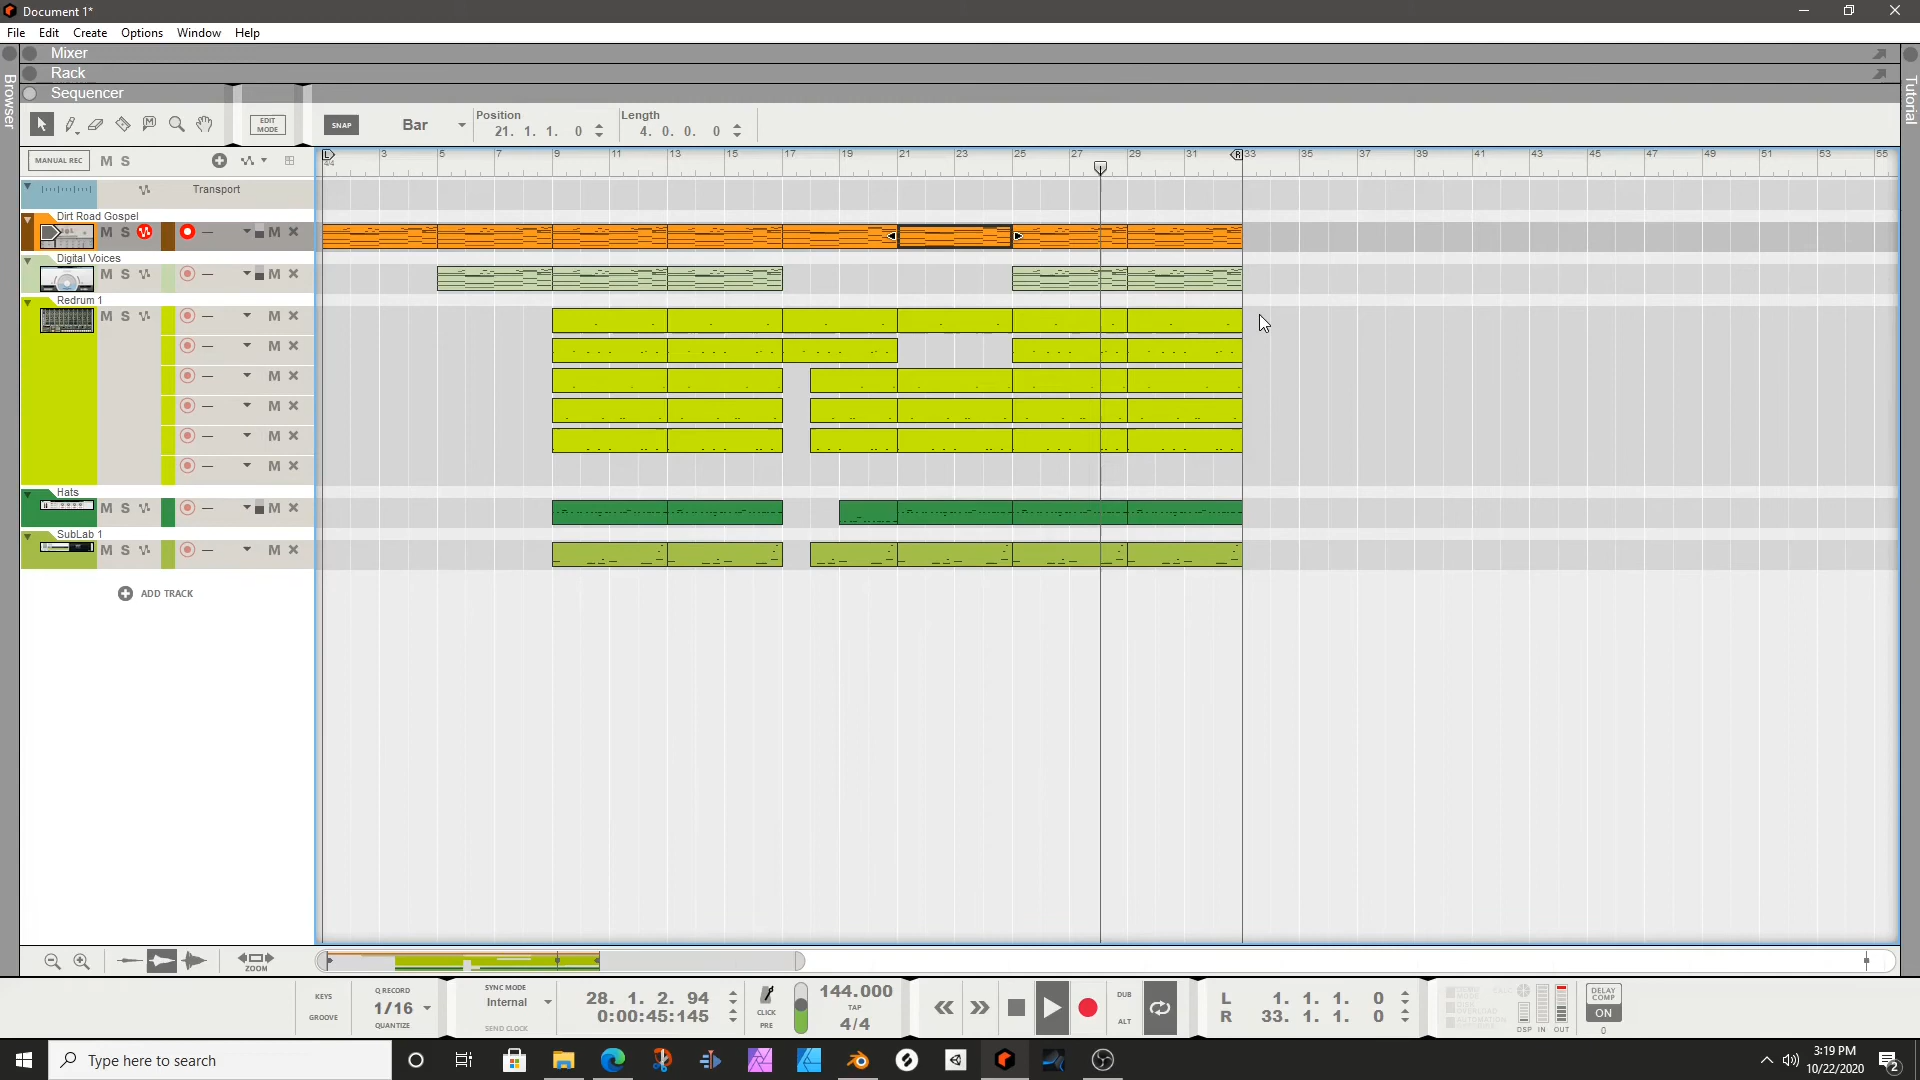 Document 1*
File Edit Create Options Window Help
Mixer
Rack
Sequencer
Browser
Tutorial
EDIT MODE
SNAP
Bar
Position
21. 1. 1. 0
Length
4. 0. 0. 0
MANUAL REC M S
L 3 5 7 9 11 13 15 17 19 21 23 25 27 29 31 R 33 35 37 39 41 43 45 47 49 51 53 55
4/4
Transport
Dirt Road Gospel
M S M
Digital Voices
M S M
Redrum 1
M S M
M
M
M
M
M
Hats
M S M
SubLab 1
M S M
ADD TRACK
ZOOM
KEYS
GROOVE
Q RECORD
1/16
QUANTIZE
SYNC MODE
Internal
SEND CLOCK
28. 1. 2. 94
0:00:45:145
CLICK
PRE
144.000
TAP
4/4
DUB
ALT
L 1. 1. 1. 0
R 33. 1. 1. 0
CALC
DSP IN OUT
DELAY COMP
ON
0
Type here to search
3:19 PM
10/22/2020
2